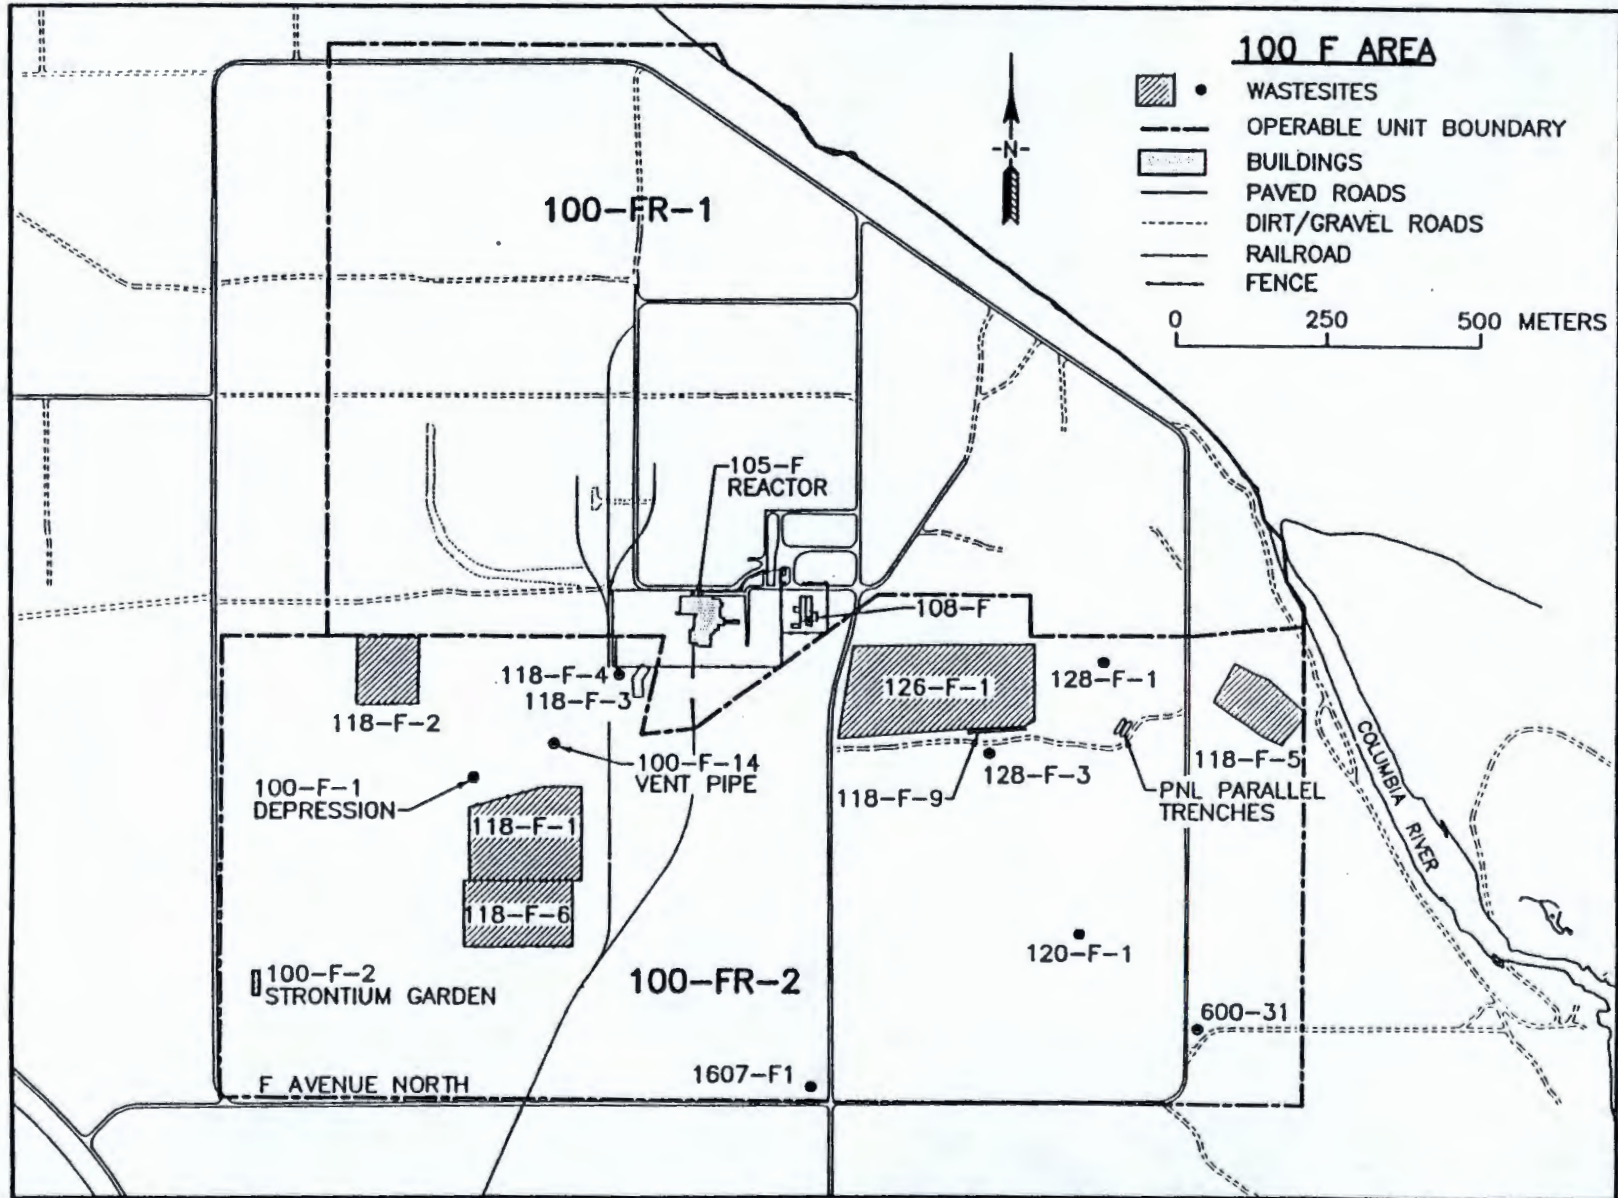 100 F AREA
WASTESITES
OPERABLE UNIT BOUNDARY
BUILDINGS
PAVED ROADS
DIRT/GRAVEL ROADS
RAILROAD
FENCE
0 250 500 METERS
-N-
100-FR-1
105-F
REACTOR
108-F
118-F-4
118-F-3
118-F-2
126-F-1
128-F-1
118-F-5
100-F-14
VENT PIPE
100-F-1
DEPRESSION
128-F-3
118-F-9
PNL PARALLEL
TRENCHES
COLUMBIA RIVER
118-F-1
118-F-6
120-F-1
100-F-2
STRONTIUM GARDEN
100-FR-2
600-31
1607-F1
F AVENUE NORTH